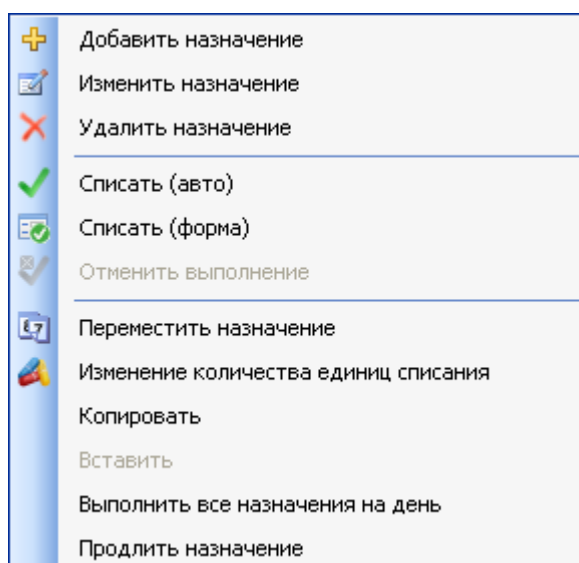 Добавить назначение
Изменить назначение
Удалить назначение
Списать (авто)
Списать (форма)
Отменить выполнение
Переместить назначение
Изменение количества единиц списания
Копировать
Вставить
Выполнить все назначения на день
Продлить назначение